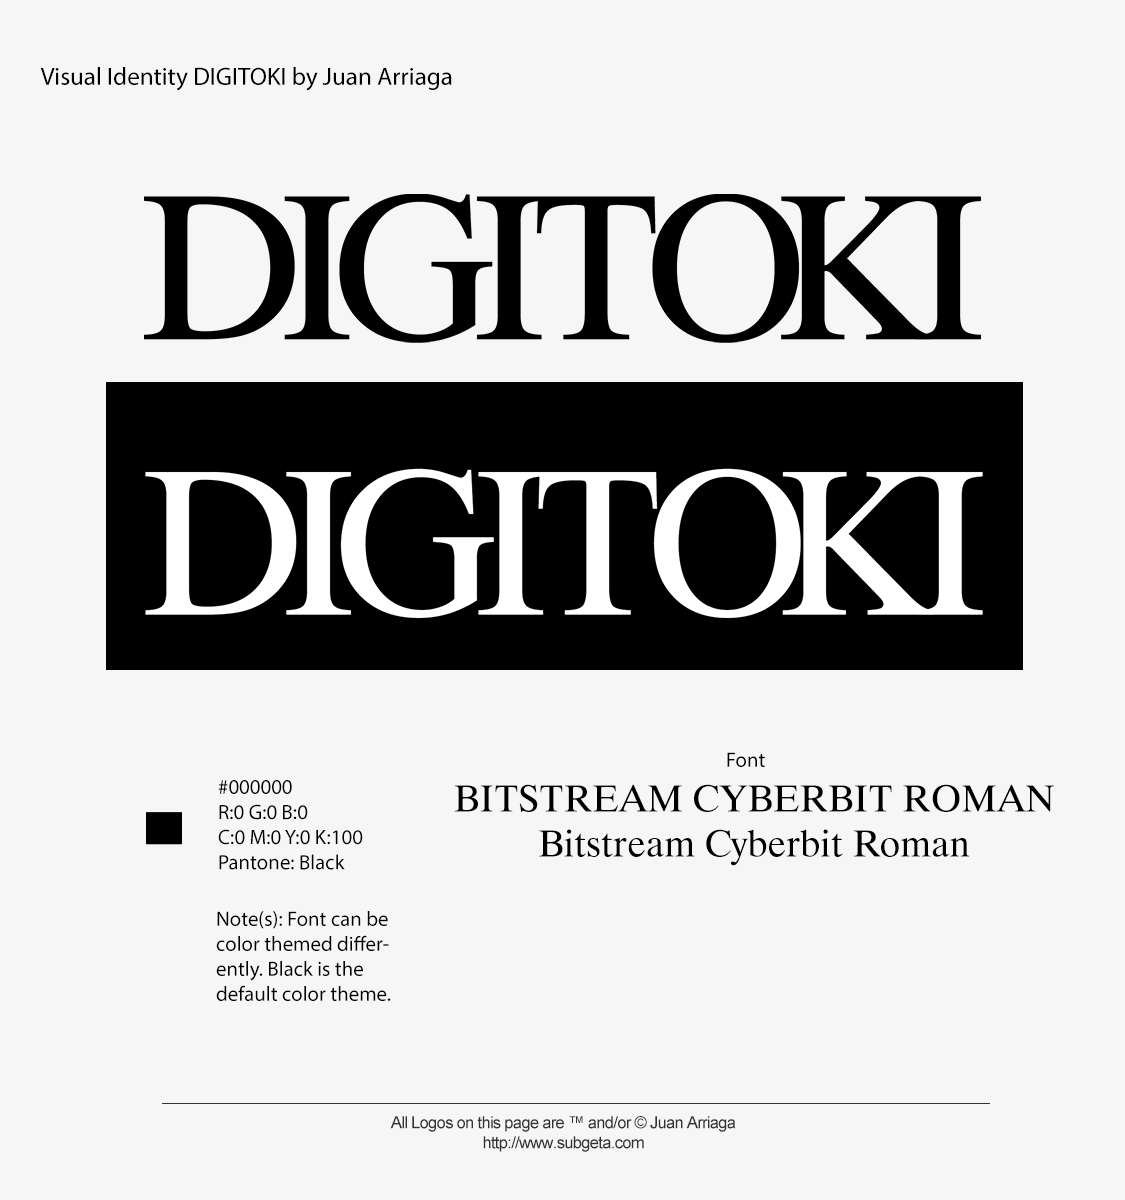 Visual Identity DIGITOKI by Juan Arriaga
DIGITOKI
DIGITOKI
#000000
R:0 G:0 B:0
C:0 M:0 Y:0 K:100
Pantone: Black
Note(s): Font can be
color themed differ-
ently. Black is the
default color theme.
Font
BITSTREAM CYBERBIT ROMAN
Bitstream Cyberbit Roman
All Logos on this page are ™ and/or © Juan Arriaga
http://www.subgeta.com